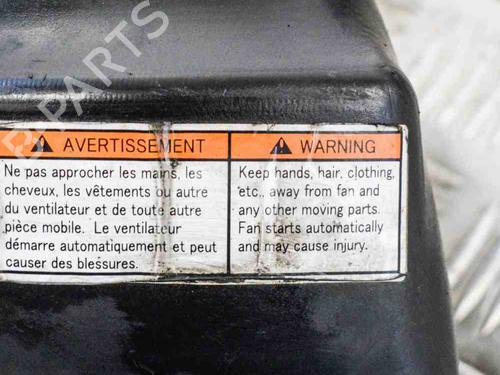 B PARTS
AVERTISSEMENT
Ne pas approcher les mains, les
cheveux, les vêtements ou autre
du ventilateur et de toute autre
pièce mobile. Le ventilateur
démarre automatiquement et peut
causer des blessures.
WARNING
Keep hands, hair, clothing,
etc., away from fan and
any other moving parts.
Fan starts automatically
and may cause injury.